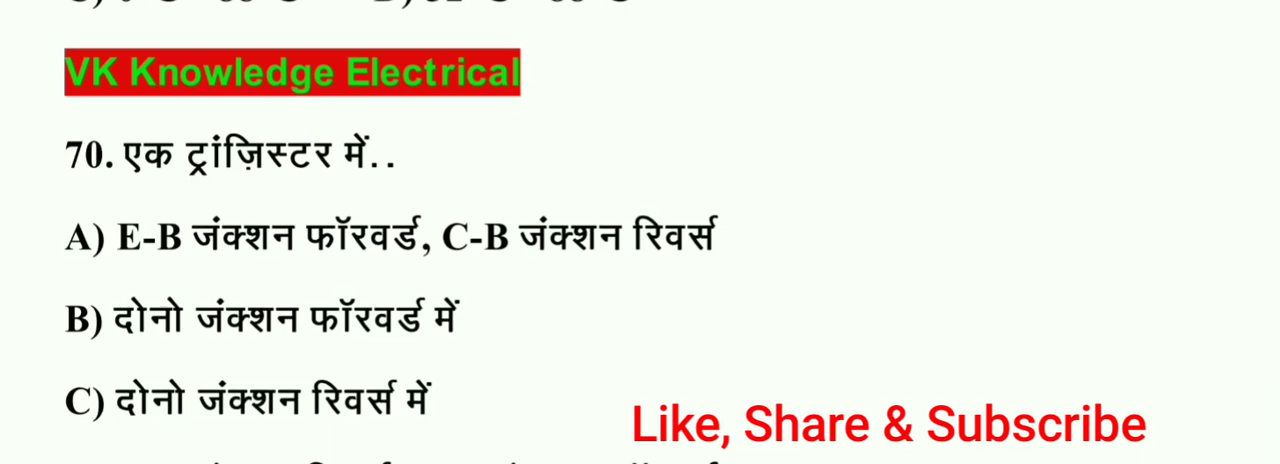 VK Knowledge Electrical
70. एक ट्रांज़िस्टर में..
A) E-B जंक्शन फॉरवर्ड, C-B जंक्शन रिवर्स
B) दोनो जंक्शन फॉरवर्ड में
C) दोनो जंक्शन रिवर्स में
Like, Share & Subscribe